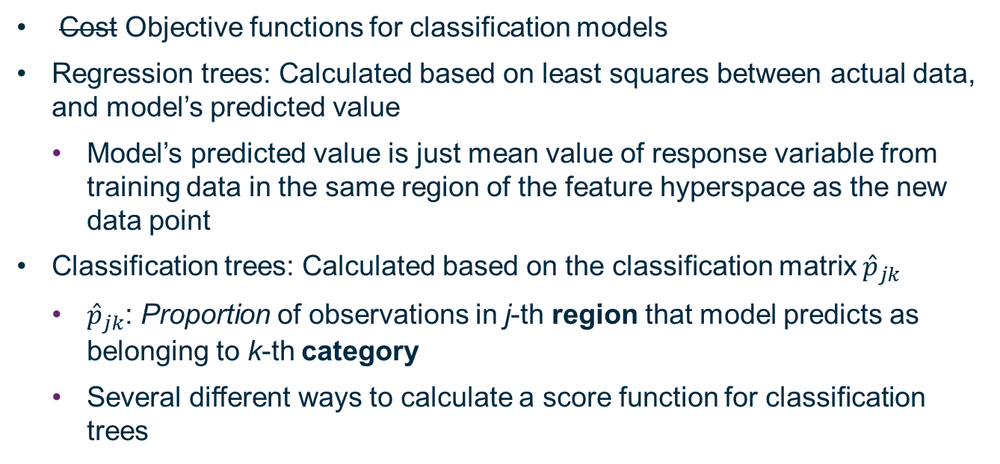 • Cost Objective functions for classification models
• Regression trees: Calculated based on least squares between actual data,
and model’s predicted value
• Model’s predicted value is just mean value of response variable from
training data in the same region of the feature hyperspace as the new
data point
• Classification trees: Calculated based on the classification matrix p̂ⱼₖ
• p̂ⱼₖ: Proportion of observations in j-th region that model predicts as
belonging to k-th category
• Several different ways to calculate a score function for classification
trees